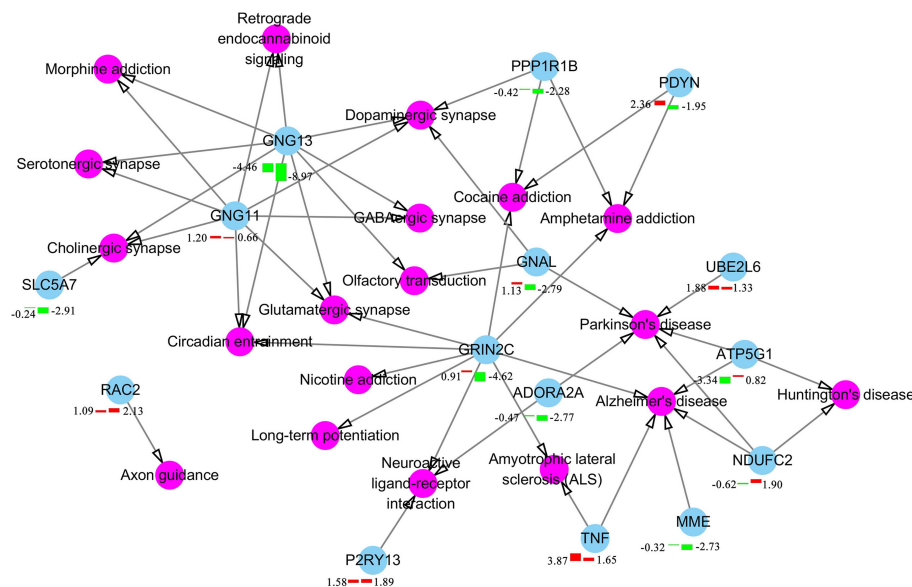 Retrograde
endocannabinoid
signaling
Morphine addiction
PPP1R1B
-0.42 -2.28
PDYN
2.36 -1.95
Dopaminergic synapse
GNG13
-4.46 -8.97
Serotonergic synapse
Cocaine addiction
GNG11
1.20 0.66
GABAergic synapse
Amphetamine addiction
Cholinergic synapse
GNAL
1.13 -2.79
UBE2L6
1.88 1.33
SLC5A7
-0.24 -2.91
Olfactory transduction
Glutamatergic synapse
Parkinson's disease
Circadian entrainment
GRIN2C
0.91 -4.62
ATP5G1
-3.34 0.82
Nicotine addiction
RAC2
1.09 2.13
ADORA2A
-0.47 -2.77
Alzheimer's disease
Huntington's disease
Long-term potentiation
Axon guidance
Neuroactive
ligand-receptor
interaction
Amyotrophic lateral
sclerosis (ALS)
NDUFC2
-0.62 1.90
MME
-0.32 -2.73
TNF
3.87 1.65
P2RY13
1.58 1.89